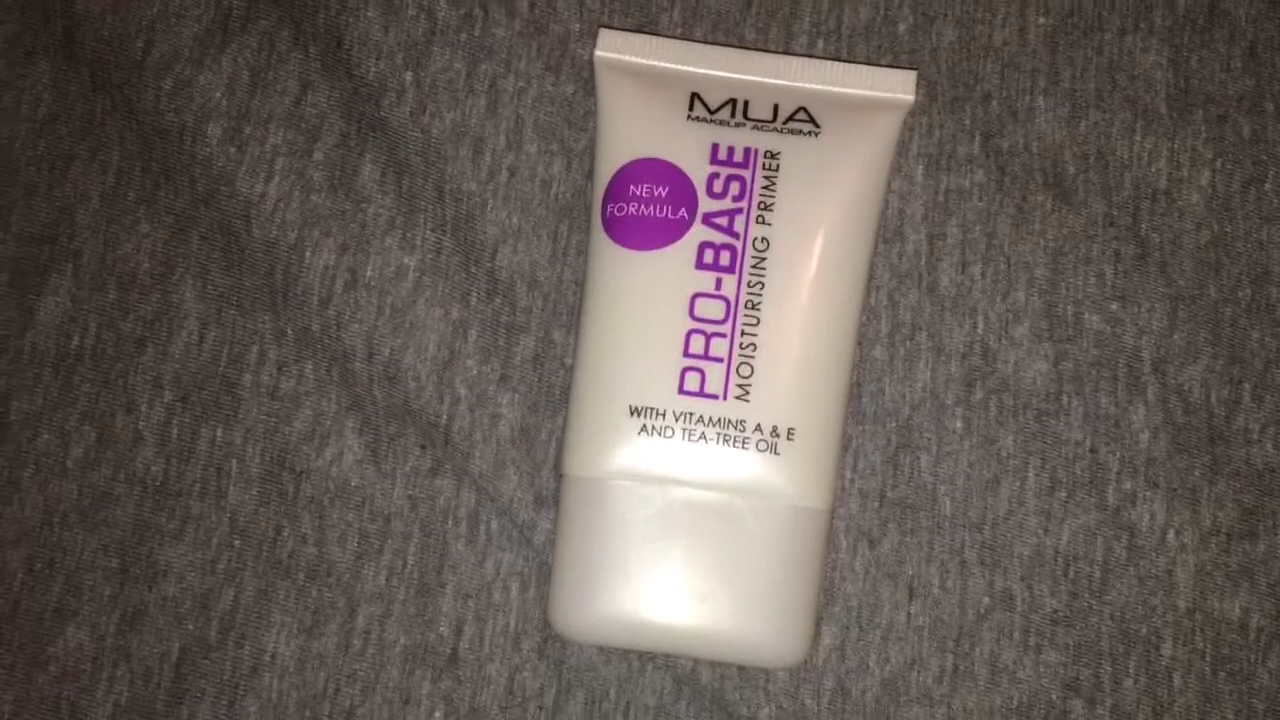 MUA
MAKEUP ACADEMY
NEW
FORMULA
PRO-BASE
MOISTURISING PRIMER
WITH VITAMINS A & E
AND TEA-TREE OIL